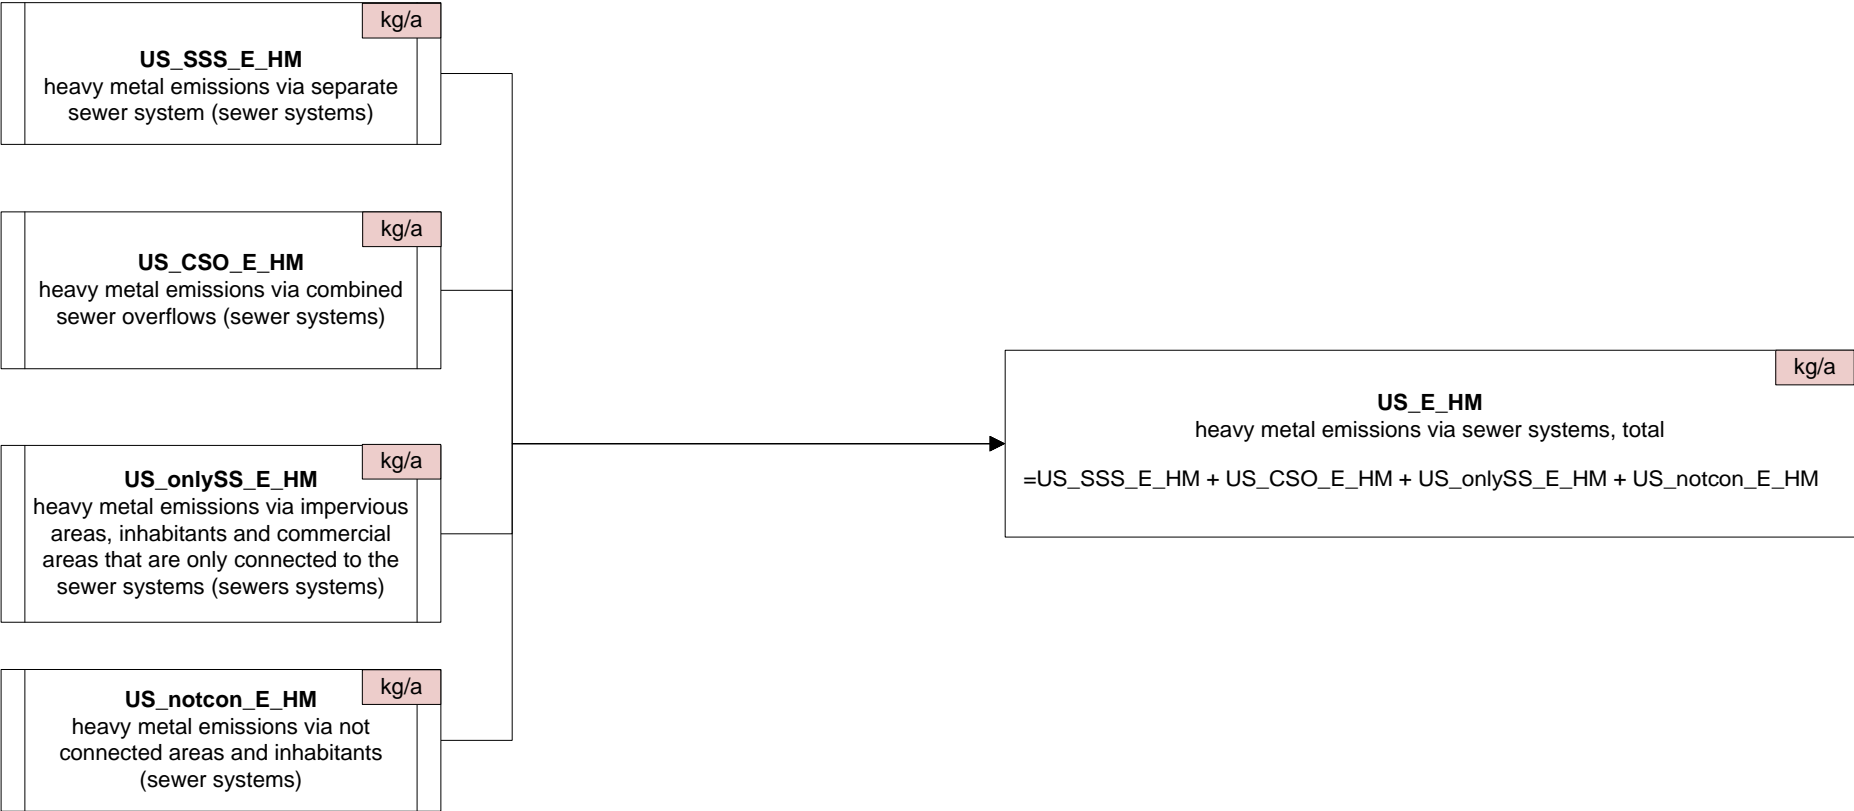 kg/a
US_SSS_E_HM
heavy metal emissions via separate
sewer system (sewer systems)
kg/a
US_CSO_E_HM
heavy metal emissions via combined
sewer overflows (sewer systems)
kg/a
US_onlySS_E_HM
heavy metal emissions via impervious
areas, inhabitants and commercial
areas that are only connected to the
sewer systems (sewers systems)
kg/a
US_notcon_E_HM
heavy metal emissions via not
connected areas and inhabitants
(sewer systems)
kg/a
US_E_HM
heavy metal emissions via sewer systems, total
=US_SSS_E_HM + US_CSO_E_HM + US_onlySS_E_HM + US_notcon_E_HM